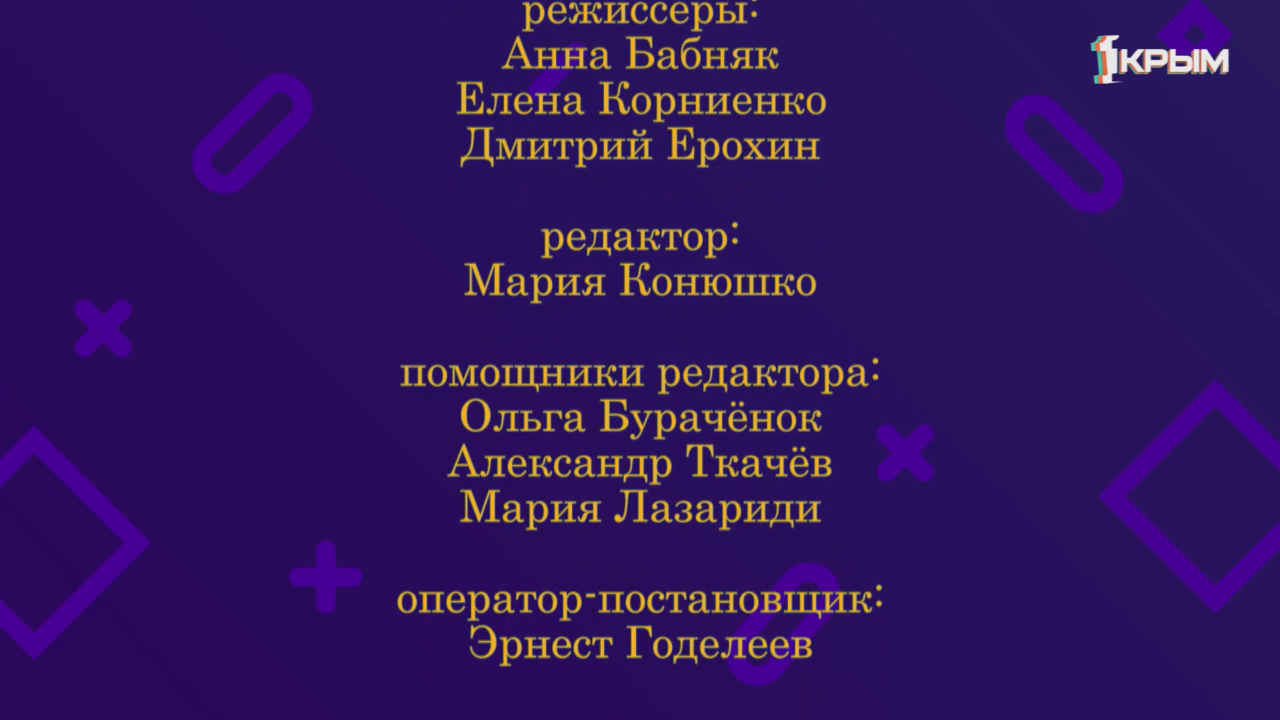 режиссеры:
Анна Бабняк
Елена Корниенко
Дмитрий Ерохин
редактор:
Мария Конюшко
помощники редактора:
Ольга Бурачёнок
Александр Ткачёв
Мария Лазариди
оператор-постановщик:
Эрнест Годелеев
1КРЫМ